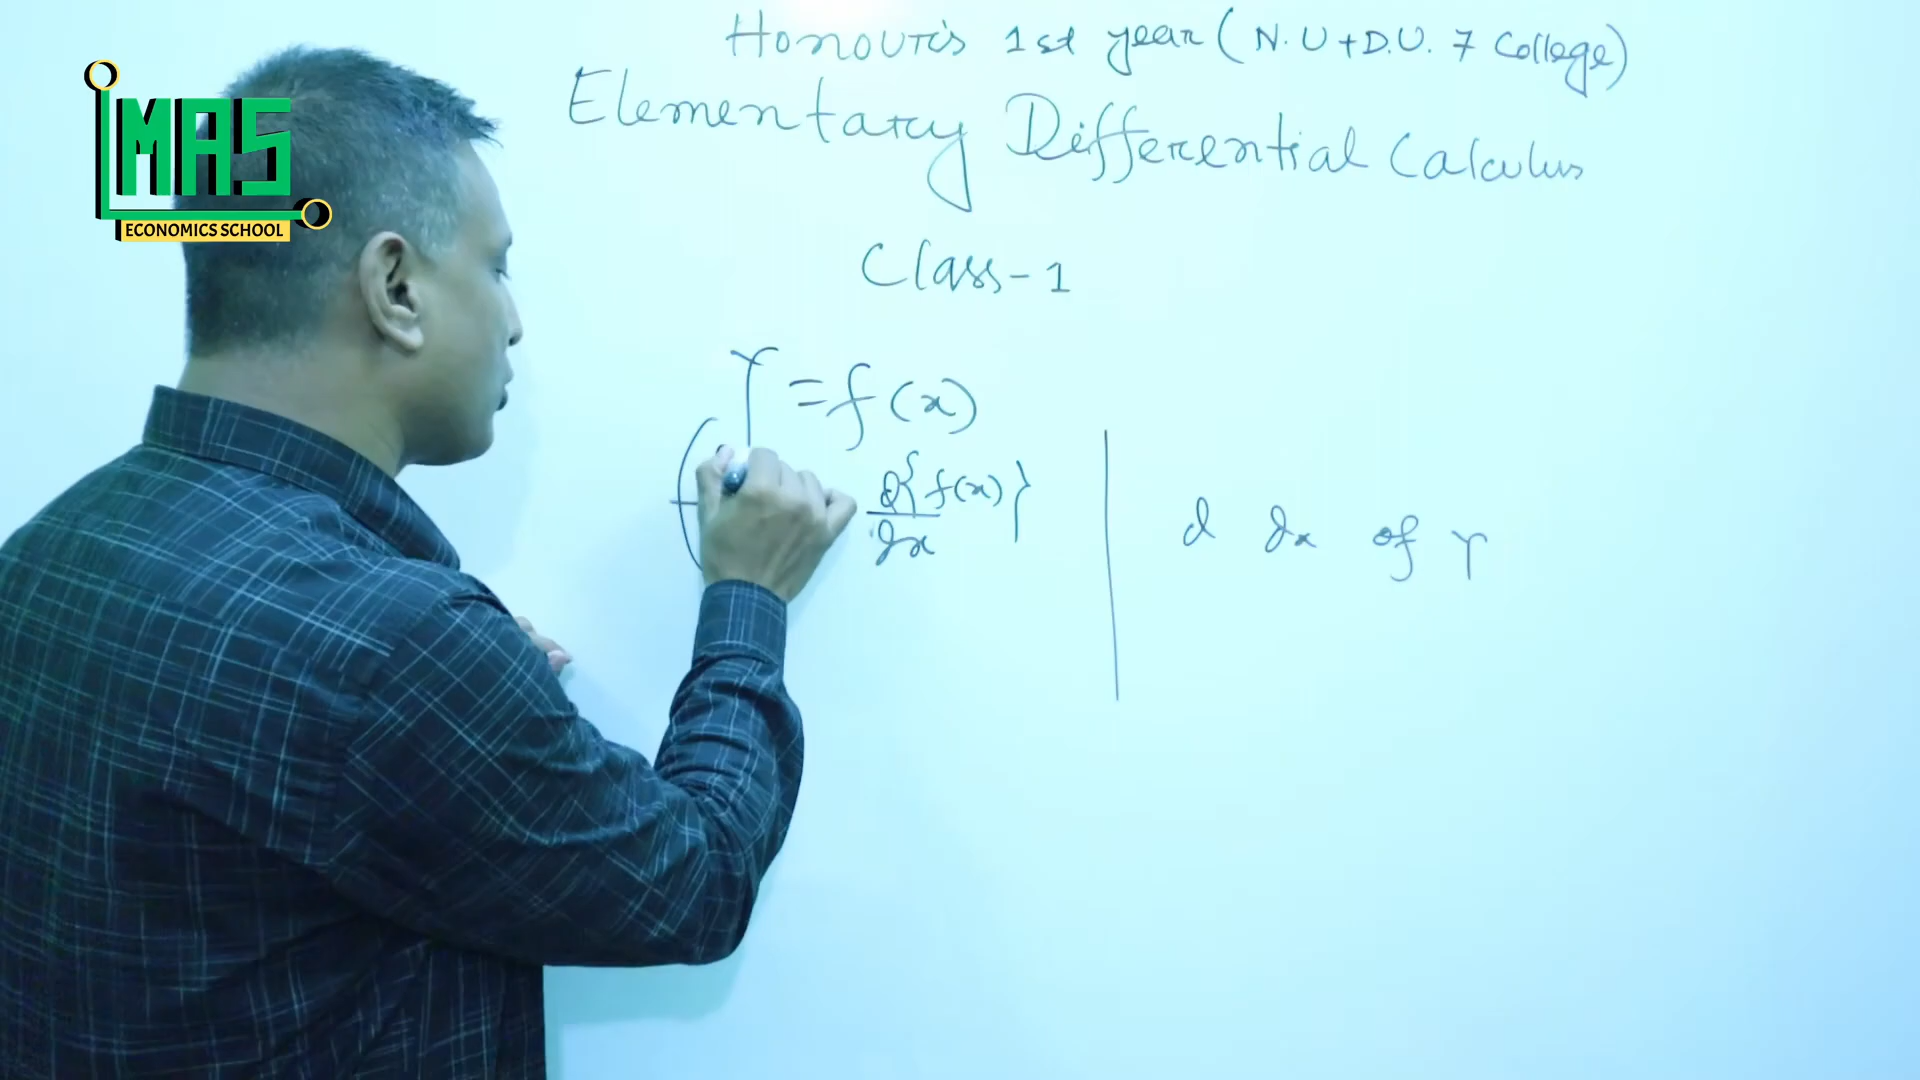 MAS
ECONOMICS SCHOOL
Honours 1st year (N.U + D.U. 7 College)
Elementary Differential Calculus
Class-1
Y = f(x)
d{f(x)}
dx
d dx of Y